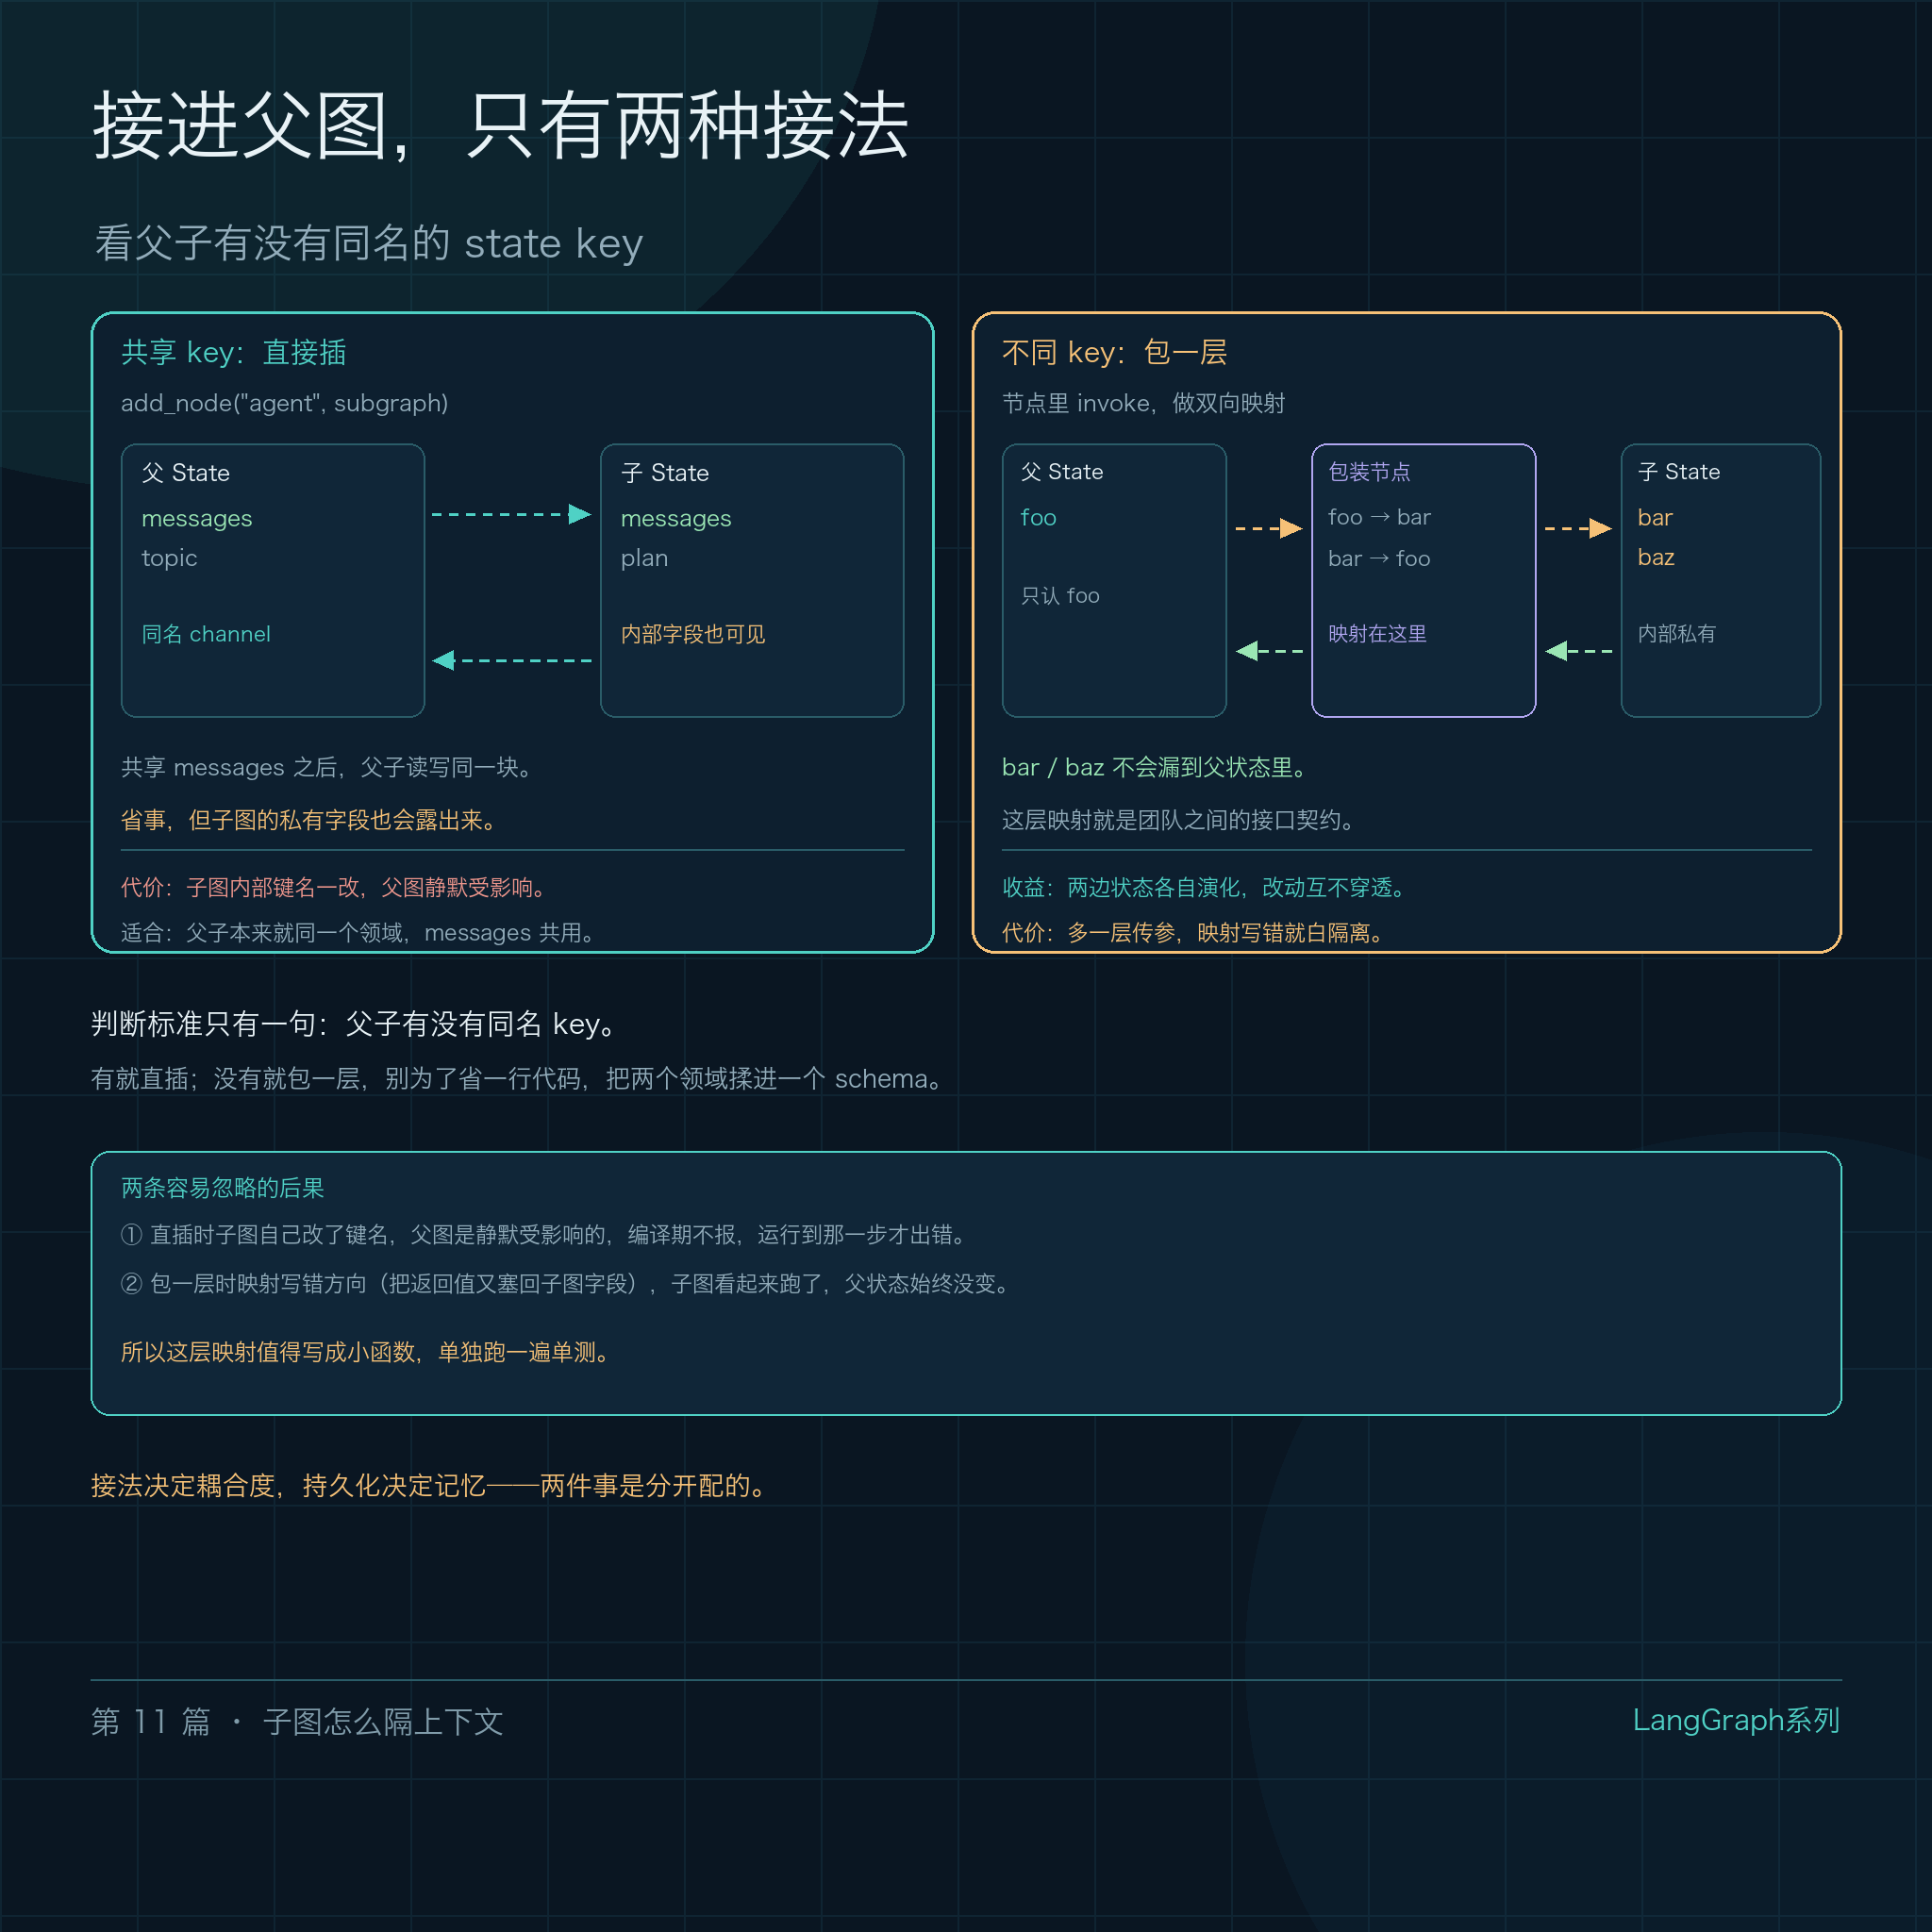 接进父图，只有两种接法
看父子有没有同名的 state key
共享 key：直接插
add_node("agent", subgraph)
父 State
messages
topic
同名 channel
子 State
messages
plan
内部字段也可见
共享 messages 之后，父子读写同一块。
省事，但子图的私有字段也会露出来。
代价：子图内部键名一改，父图静默受影响。
适合：父子本来就同一个领域，messages 共用。
不同 key：包一层
节点里 invoke，做双向映射
父 State
foo
只认 foo
包装节点
foo → bar
bar → foo
映射在这里
子 State
bar
baz
内部私有
bar / baz 不会漏到父状态里。
这层映射就是团队之间的接口契约。
收益：两边状态各自演化，改动互不穿透。
代价：多一层传参，映射写错就白隔离。
判断标准只有一句：父子有没有同名 key。
有就直插；没有就包一层，别为了省一行代码，把两个领域揉进一个 schema。
两条容易忽略的后果
① 直插时子图自己改了键名，父图是静默受影响的，编译期不报，运行到那一步才出错。
② 包一层时映射写错方向（把返回值又塞回子图字段），子图看起来跑了，父状态始终没变。
所以这层映射值得写成小函数，单独跑一遍单测。
接法决定耦合度，持久化决定记忆——两件事是分开配的。
第 11 篇 · 子图怎么隔上下文
LangGraph系列